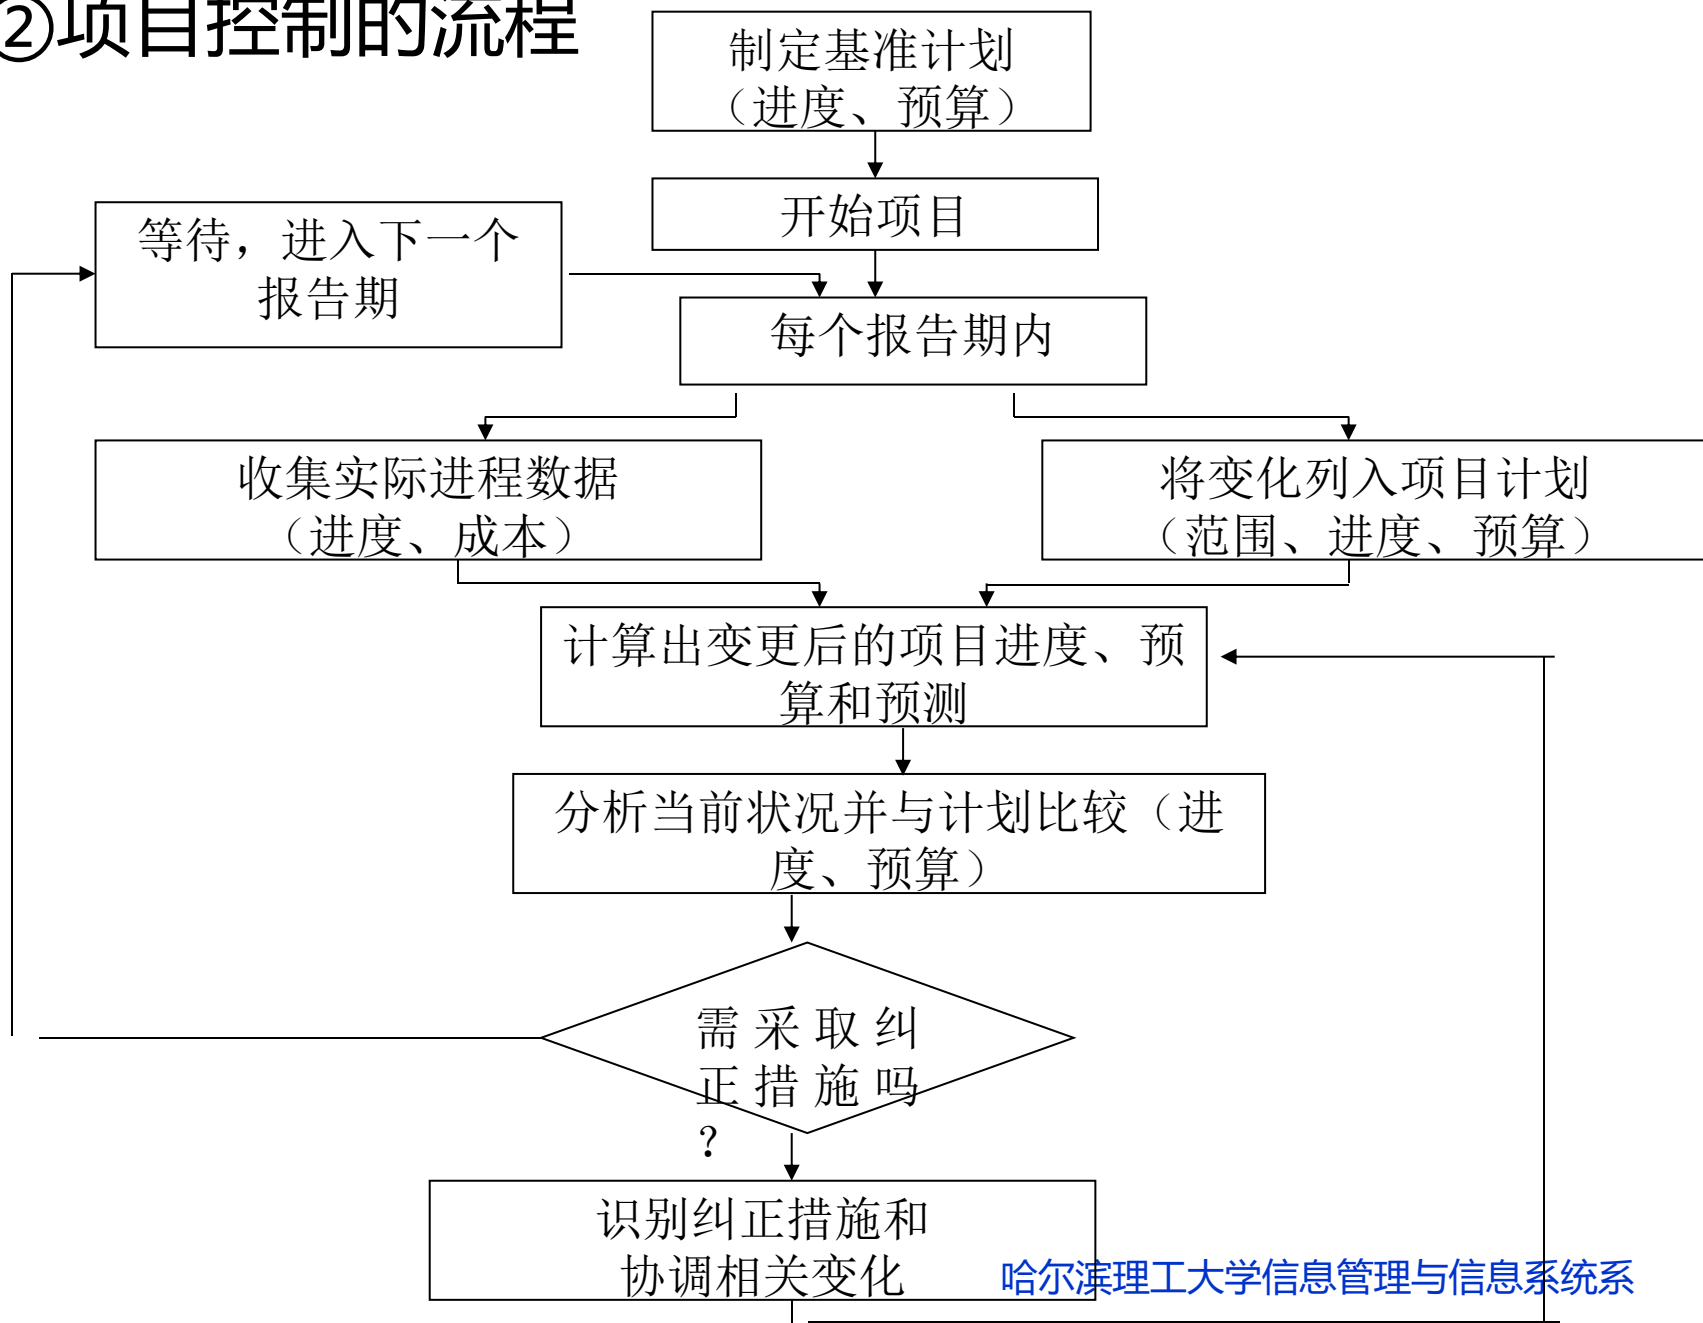 ②项目控制的流程
制定基准计划
（进度、预算）
开始项目
等待，进入下一个
报告期
每个报告期内
收集实际进程数据
（进度、成本）
将变化列入项目计划
（范围、进度、预算）
计算出变更后的项目进度、预
算和预测
分析当前状况并与计划比较（进
度、预算）
需采取纠
正措施吗
？
识别纠正措施和
协调相关变化
哈尔滨理工大学信息管理与信息系统系